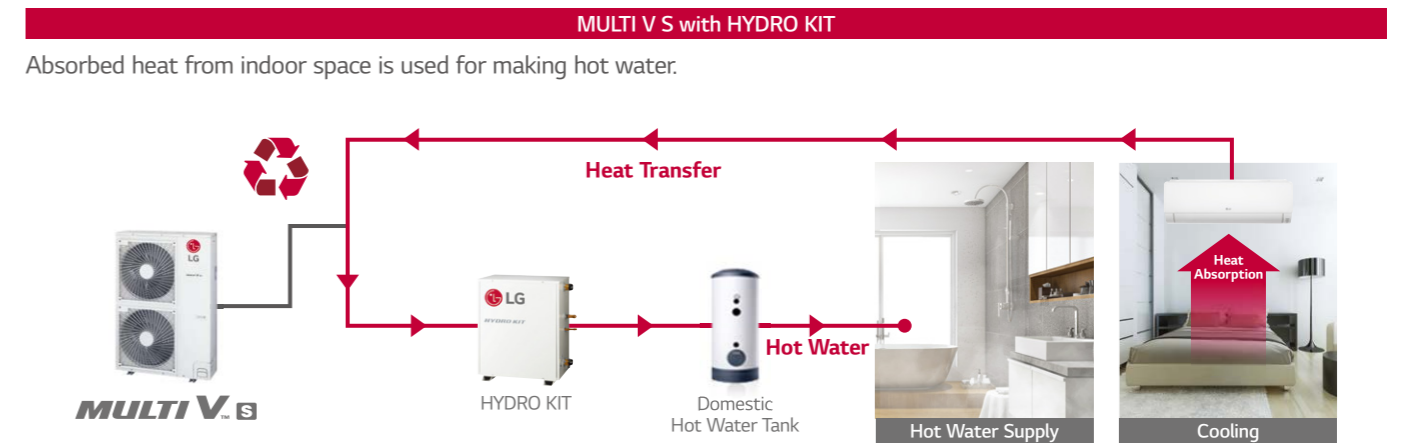 MULTI V S with HYDRO KIT
Absorbed heat from indoor space is used for making hot water.
Heat Transfer
Heat
Absorption
LG
LG
HYDRO KIT
Hot Water
MULTI V™ S
HYDRO KIT
Domestic
Hot Water Tank
Hot Water Supply
Cooling